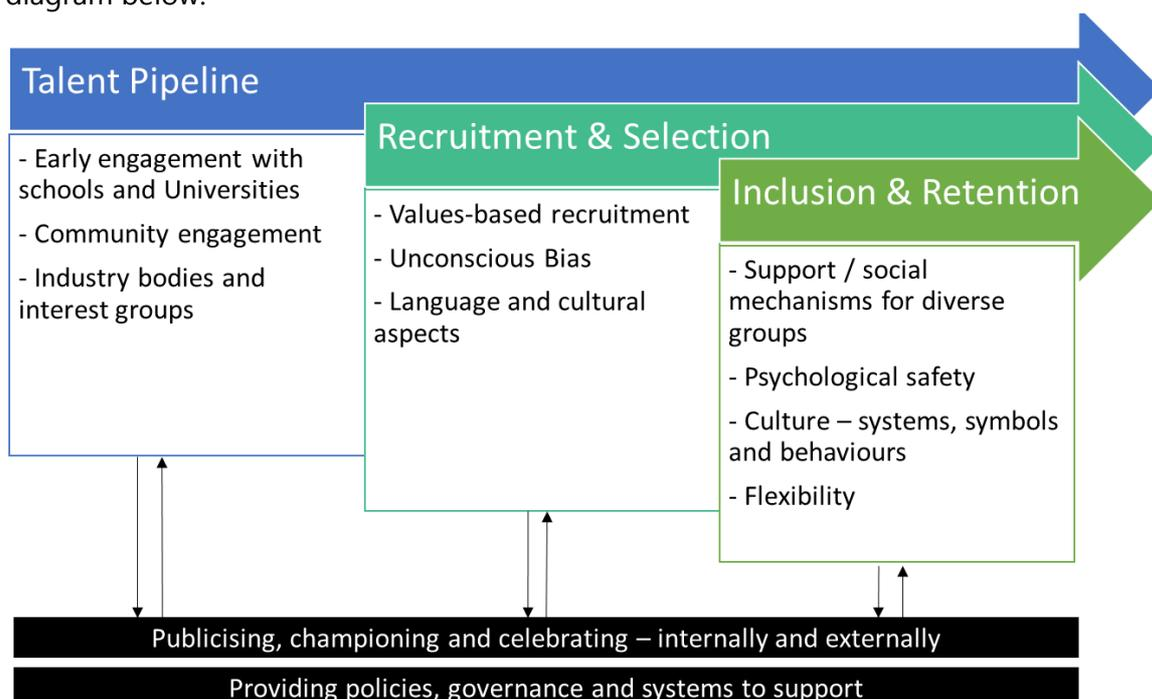 diagram below.
Talent Pipeline
- Early engagement with
schools and Universities
- Community engagement
- Industry bodies and
interest groups
Recruitment & Selection
- Values-based recruitment
- Unconscious Bias
- Language and cultural
aspects
Inclusion & Retention
- Support / social
mechanisms for diverse
groups
- Psychological safety
- Culture – systems, symbols
and behaviours
- Flexibility
Publicising, championing and celebrating – internally and externally
Providing policies, governance and systems to support